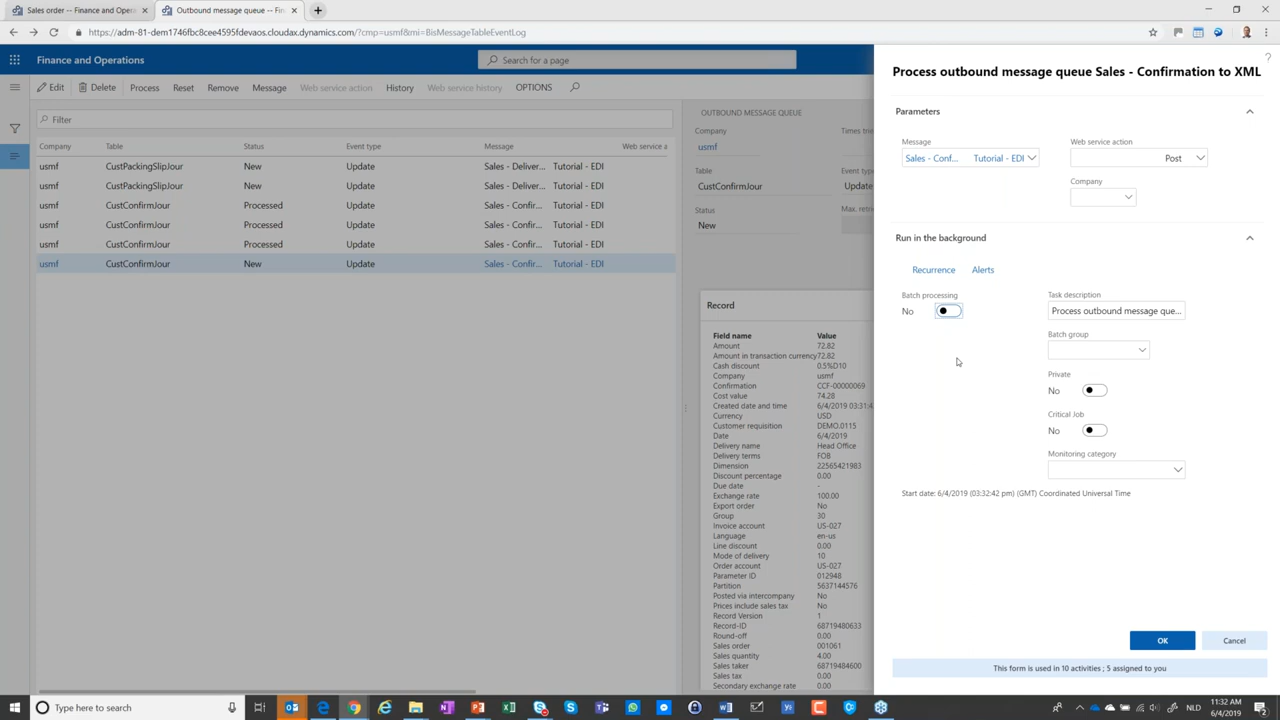 Sales order -- Finance and Opera
Outbound message queue -- Fin
https://adm-81-dem1746fbc8cee4595fdevaos.cloudax.dynamics.com/?cmp=usmf&mi=BisMessageTableEventLog
Finance and Operations
Search for a page
?
Edit Delete Process Reset Remove Message Web service action History Web service history OPTIONS
Filter
Company Table Status Event type Message Web service a
usmf CustPackingSlipJour New Update Sales - Deliver... Tutorial - EDI
usmf CustPackingSlipJour New Update Sales - Deliver... Tutorial - EDI
usmf CustConfirmJour Processed Update Sales - Confir... Tutorial - EDI
usmf CustConfirmJour Processed Update Sales - Confir... Tutorial - EDI
usmf CustConfirmJour Processed Update Sales - Confir... Tutorial - EDI
usmf CustConfirmJour New Update Sales - Confir... Tutorial - EDI
OUTBOUND MESSAGE QUEUE
Company Times trie
usmf
Table Event type
CustConfirmJour Update
Status Max. retri
New
Record
Field name Value
Amount 72.82
Amount in transaction currency 72.82
Cash discount 0.5%D10
Company usmf
Confirmation CCF-00000069
Cost value 74.28
Created date and time 6/4/2019 03:31:4
Currency USD
Customer requisition DEMO.0115
Date 6/4/2019
Delivery name Head Office
Delivery terms FOB
Dimension 22565421983
Discount percentage 0.00
Due date -
Exchange rate 100.00
Export order No
Group 30
Invoice account US-027
Language en-us
Line discount 0.00
Mode of delivery 10
Order account US-027
Parameter ID 012948
Partition 5637144576
Posted via intercompany No
Prices include sales tax No
Record Version 1
Record-ID 68719480633
Round-off 0.00
Sales order 001061
Sales quantity 4.00
Sales taker 68719484600
Sales tax 0.00
Secondary exchange rate 0.00
Process outbound message queue Sales - Confirmation to XML
Parameters
Message Web service action
Sales - Conf... Tutorial - EDI Post
Company
Run in the background
Recurrence Alerts
Batch processing Task description
No Process outbound message que...
Batch group
Private
No
Critical Job
No
Monitoring category
Start date: 6/4/2019 (03:32:42 pm) (GMT) Coordinated Universal Time
OK Cancel
This form is used in 10 activities ; 5 assigned to you
Type here to search
NLD
11:32 AM
6/4/2019
2